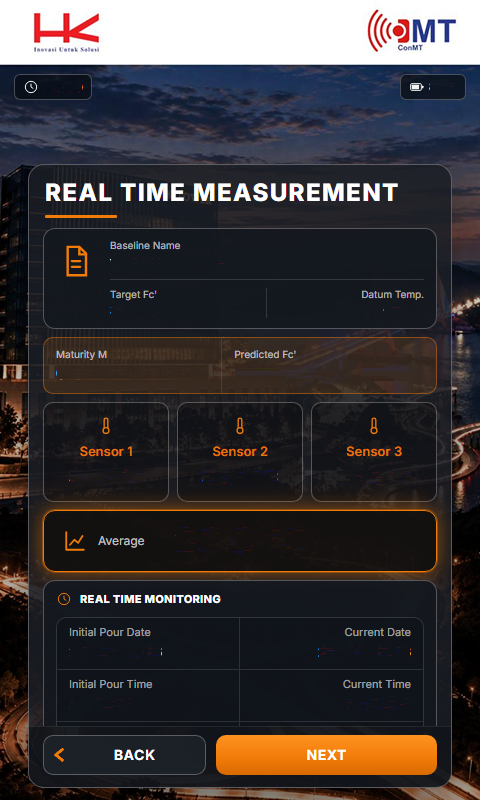 HK
Inovasi Untuk Solusi
CMT
ConMT
REAL TIME MEASUREMENT
Baseline Name
Target Fc'
Datum Temp.
Maturity M
Predicted Fc'
Sensor 1
Sensor 2
Sensor 3
Average
REAL TIME MONITORING
Initial Pour Date
Current Date
Initial Pour Time
Current Time
BACK
NEXT